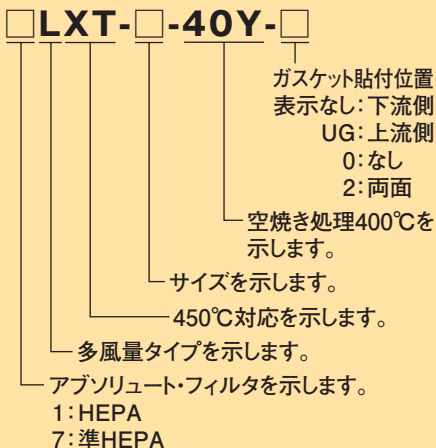 □LXT-□-40Y-□
ガスケット貼付位置
表示なし：下流側
UG：上流側
0：なし
2：両面
空焼き処理400℃を
示します。
サイズを示します。
450℃対応を示します。
多風量タイプを示します。
アブソリュート・フィルタを示します。
1：HEPA
7：準HEPA